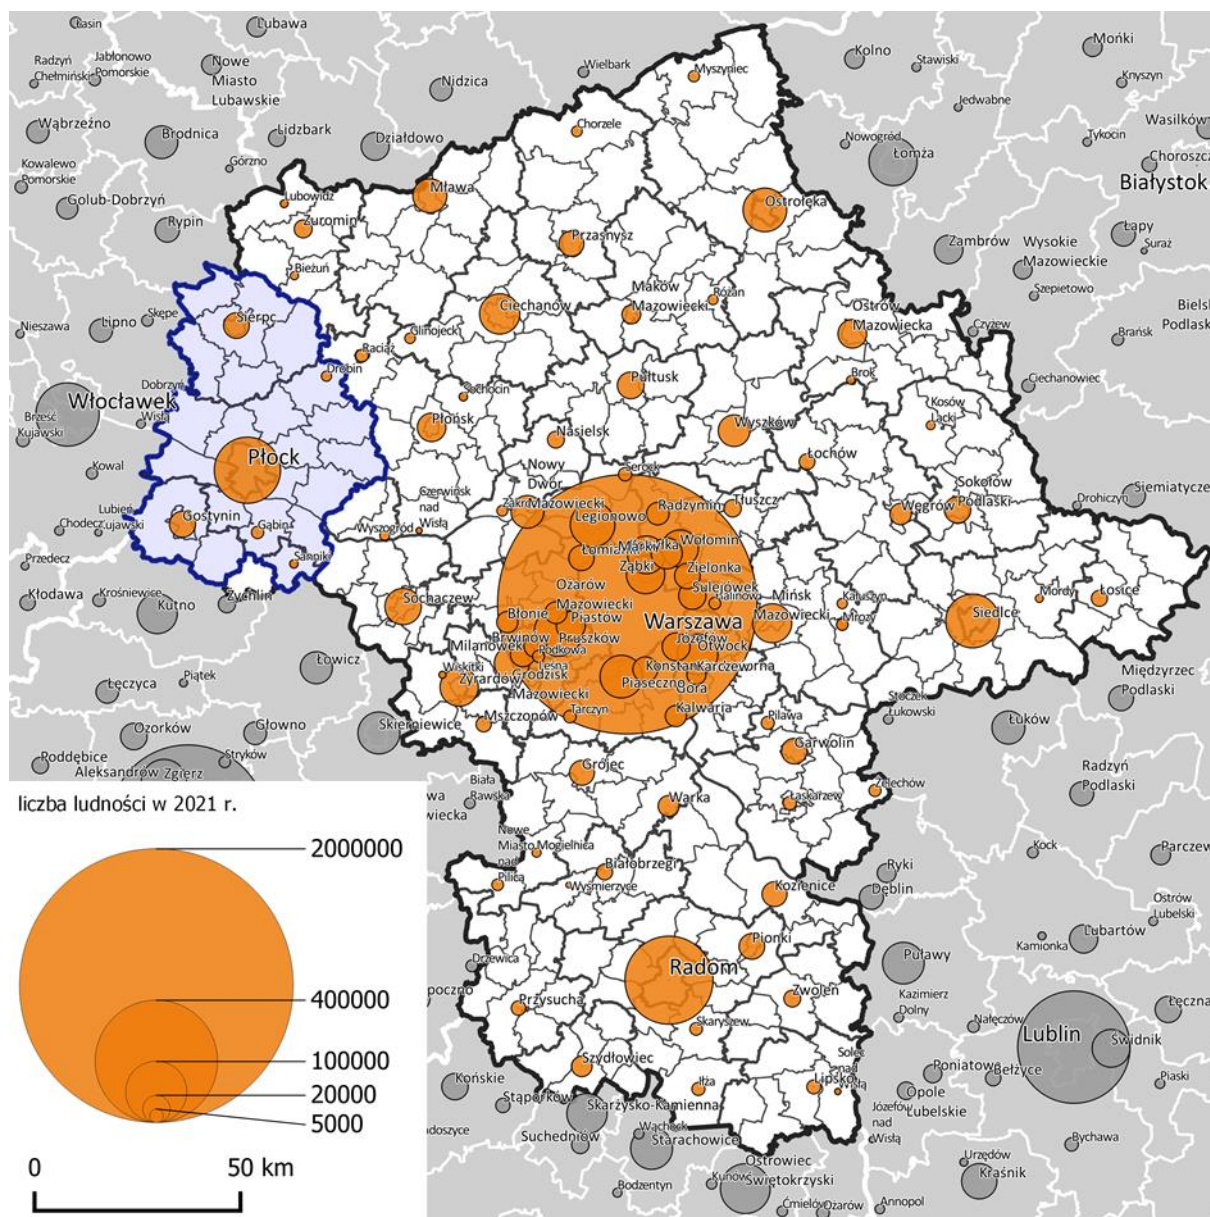 Łasin
Lubawa
Radzyń
Chełmiński
Jabłonowo
Pomorskie
Nowe
Miasto
Lubawskie
Nidzica
Wielbark
Myszyniec
Kolno
Stawiski
Mońki
Knyszyn
Jedwabne
Wąbrzeźno
Brodnica
Lidzbark
Działdowo
Chorzele
Nowogród
Łomża
Tykocin
Wasilków
Choroszcz
Kowalewo
Pomorskie
Górzno
Białystok
Golub-Dobrzyń
Rypin
Lubowidz
Żuromin
Mława
Ostrołęka
Przasnysz
Zambrów
Wysokie
Mazowieckie
Łapy
Suraż
Bieżuń
Szepietowo
Nieszawa
Lipno
Skępe
Sierpc
Glinojeck
Ciechanów
Maków
Mazowiecki
Różan
Ostrów
Mazowiecka
Czyżew
Brańsk
Bielsk
Podlaski
Raciąż
Drobin
Sochocin
Pułtusk
Brok
Ciechanowiec
Włocławek
Dobrzyń
Wisłą
Brześć
Kujawski
Płońsk
Nasielsk
Wyszków
Kosów
Lacki
Kowal
Płock
Łochów
Sokołów
Podlaski
Siemiatycze
Drohiczyn
Lubień
Kujawski
Chodecz
Gostynin
Gąbin
Czerwińsk
nad
Wisłą
Wyszogród
Nowy
Dwór
Mazowiecki
Zakro
Serock
Legionowo
Radzymin
Tłuszcz
Węgrów
Przedecz
Sanniki
Łomianki
Marki
Wołomin
Ząbki
Zielonka
Kłodawa
Krośniewice
Kutno
Żychlin
Sochaczew
Ożarów
Mazowiecki
Sulejówek
Halinów
Mińsk
Mazowiecki
Kałuszyn
Mrozy
Siedlce
Mordy
Łosice
Błonie
Piastów
Warszawa
Brwinów
Pruszków
Józefów
Milanówek
Podkowa
Leśna
Otwock
Łowicz
Wiskitki
Żyrardów
Grodzisk
Mazowiecki
Piaseczno
Góra
Kalwaria
Łęczyca
Piątek
Ozorków
Głowno
Skierniewice
Mszczonów
Tarczyn
Pilawa
Stoczek
Łukowski
Łuków
Międzyrzec
Podlaski
Poddębice
Aleksandrów
Zgierz
Stryków
Biała
Rawska
Grójec
Garwolin
Żelechów
Łaskarzew
Radzyń
Podlaski
liczba ludności w 2021 r.
wa
wiecka
Warka
Nowe
Miasto
nad
Pilicą
Mogielnica
Białobrzegi
Wyśmierzyce
Kozienice
Ryki
Dęblin
Kock
Parczew
Ostrów
Lubelski
2000000
400000
100000
20000
5000
Drzewica
Radom
Pionki
Puławy
Kamionka
Lubartów
opoczno
Przysucha
Zwoleń
Kazimierz
Dolny
Nałęczów
Łęczna
Skaryszew
Lublin
Świdnik
Szydłowiec
Solec
nad
Wisłą
Lipsko
Iłża
Końskie
Stąporków
Skarżysko-Kamienna
Poniatowa
Bełżyce
Opole
Lubelskie
Piaski
doszyce
Suchedniów
Wąchock
Starachowice
Józefów
nad
Wisłą
Bychawa
Bodzentyn
Kunów
Ostrowiec
Świętokrzyski
Ćmielów
Ożarów
Annopol
Urzędów
Kraśnik
0
50 km